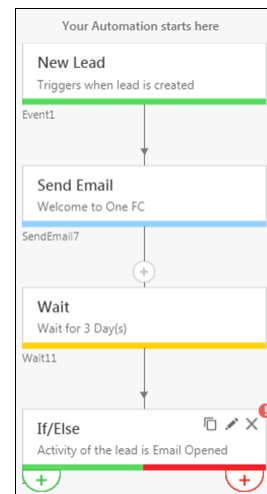 Your Automation starts here
New Lead
Triggers when lead is created
Event1
Send Email
Welcome to One FC
SendEmail7
Wait
Wait for 3 Day(s)
Wait11
If/Else
Activity of the lead is Email Opened